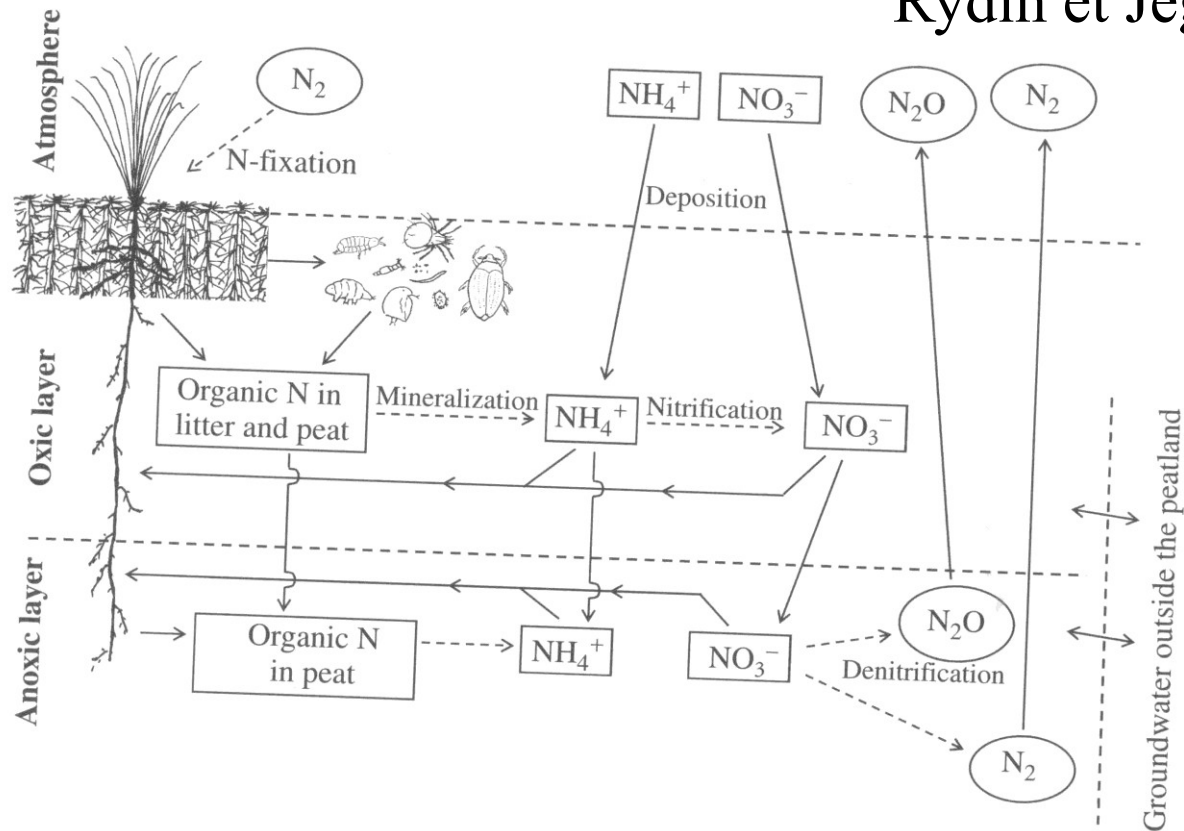 Rydin et Jeg
Atmosphere
N₂
N-fixation
NH₄⁺
NO₃⁻
N₂O
N₂
Deposition
Oxic layer
Organic N in
litter and peat
Mineralization
NH₄⁺
Nitrification
NO₃⁻
Anoxic layer
Organic N
in peat
NH₄⁺
NO₃⁻
Denitrification
N₂O
N₂
Groundwater outside the peatland